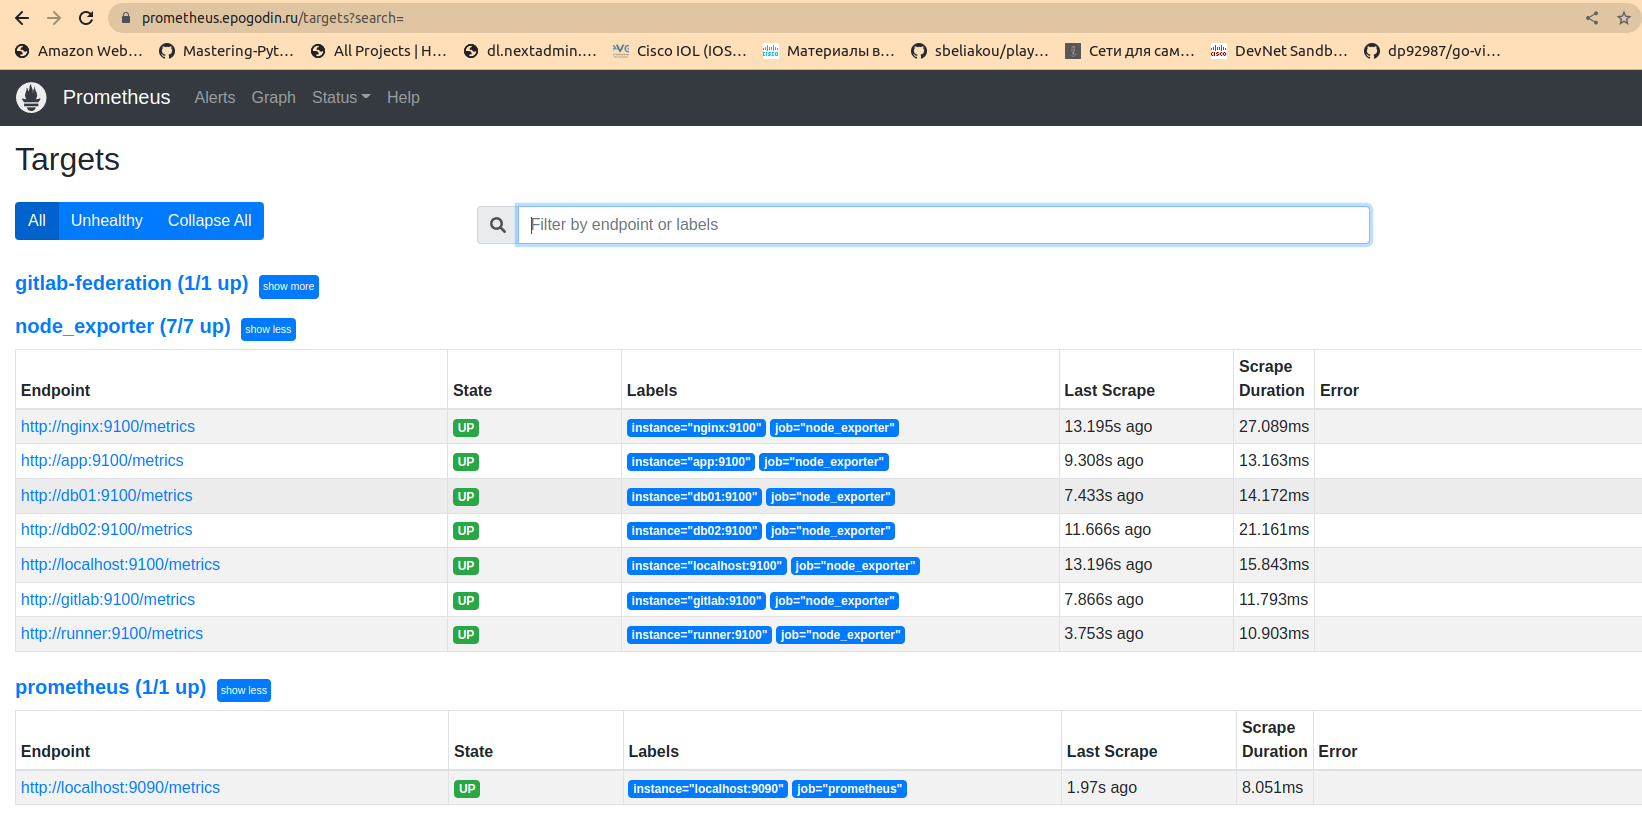 prometheus.epogodin.ru/targets?search=
Amazon Web... Mastering-Pyt... All Projects | H... dl.nextadmin.... Cisco IOL (IOS... Материалы в... sbeliakou/play... Сети для сам... DevNet Sandb... dp92987/go-vi...
Prometheus Alerts Graph Status Help
Targets
All Unhealthy Collapse All
Filter by endpoint or labels
gitlab-federation (1/1 up) show more
node_exporter (7/7 up) show less
Endpoint State Labels Last Scrape Scrape Duration Error
http://nginx:9100/metrics UP instance="nginx:9100" job="node_exporter" 13.195s ago 27.089ms
http://app:9100/metrics UP instance="app:9100" job="node_exporter" 9.308s ago 13.163ms
http://db01:9100/metrics UP instance="db01:9100" job="node_exporter" 7.433s ago 14.172ms
http://db02:9100/metrics UP instance="db02:9100" job="node_exporter" 11.666s ago 21.161ms
http://localhost:9100/metrics UP instance="localhost:9100" job="node_exporter" 13.196s ago 15.843ms
http://gitlab:9100/metrics UP instance="gitlab:9100" job="node_exporter" 7.866s ago 11.793ms
http://runner:9100/metrics UP instance="runner:9100" job="node_exporter" 3.753s ago 10.903ms
prometheus (1/1 up) show less
Endpoint State Labels Last Scrape Scrape Duration Error
http://localhost:9090/metrics UP instance="localhost:9090" job="prometheus" 1.97s ago 8.051ms